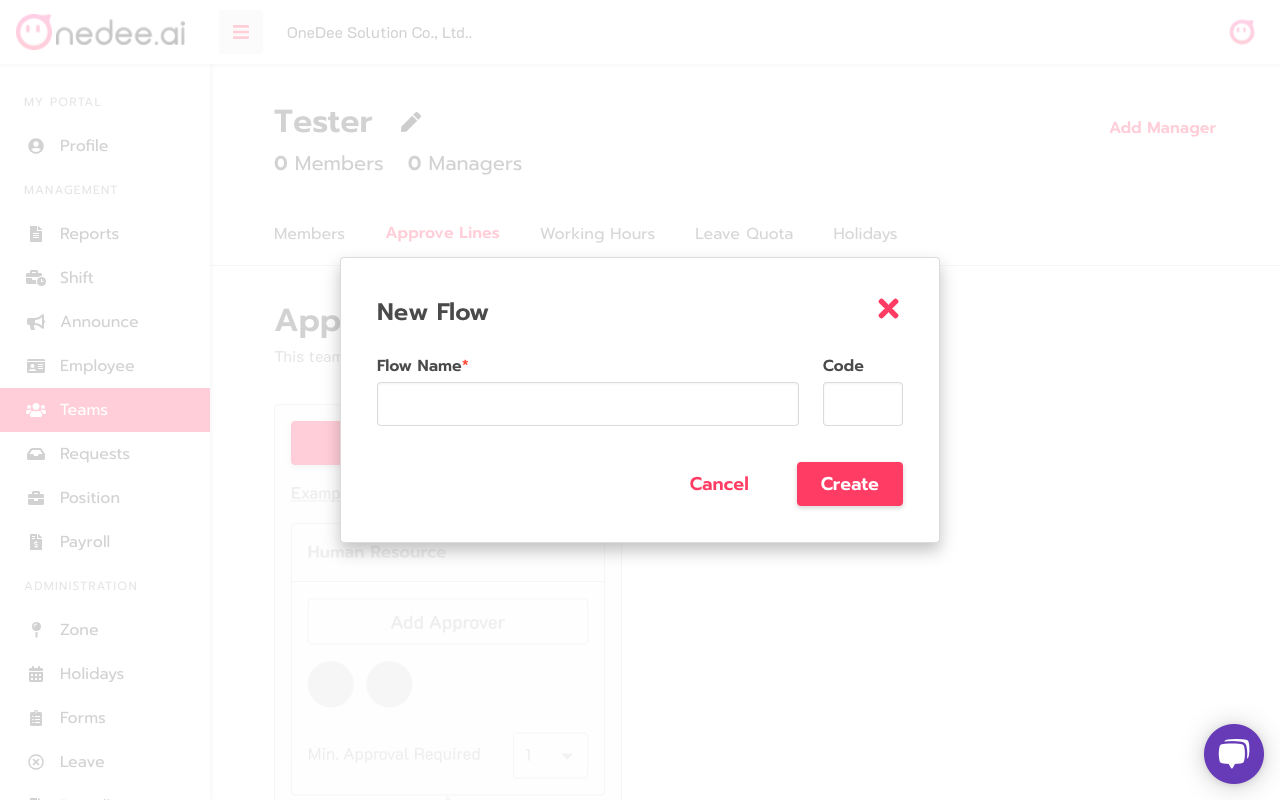 nedee.ai
OneDee Solution Co., Ltd..
MY PORTAL
Profile
MANAGEMENT
Reports
Shift
Announce
Employee
Teams
Requests
Position
Payroll
ADMINISTRATION
Zone
Holidays
Forms
Leave
Tester
Add Manager
0 Members 0 Managers
Members Approve Lines Working Hours Leave Quota Holidays
App
This team
New Flow
Flow Name* Code
Cancel Create
Examp
Human Resource
Add Approver
Min. Approval Required 1